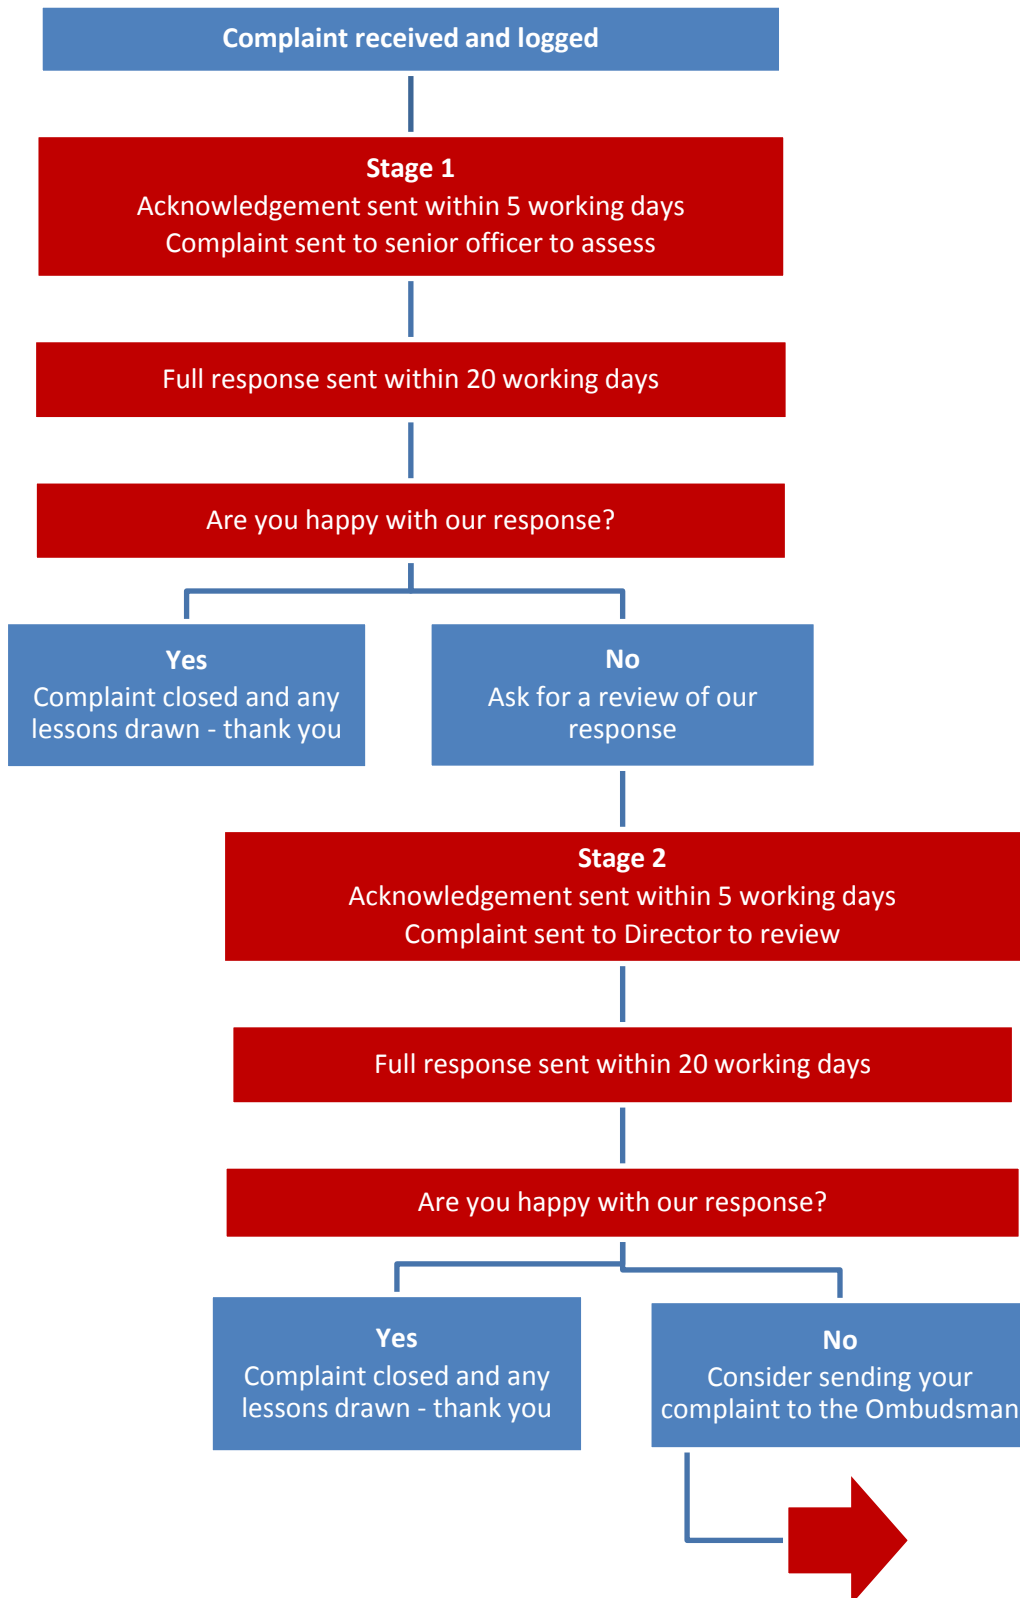 Complaint received and logged
Stage 1
Acknowledgement sent within 5 working days
Complaint sent to senior officer to assess
Full response sent within 20 working days
Are you happy with our response?
Yes
Complaint closed and any
lessons drawn - thank you
No
Ask for a review of our
response
Stage 2
Acknowledgement sent within 5 working days
Complaint sent to Director to review
Full response sent within 20 working days
Are you happy with our response?
Yes
Complaint closed and any
lessons drawn - thank you
No
Consider sending your
complaint to the Ombudsman